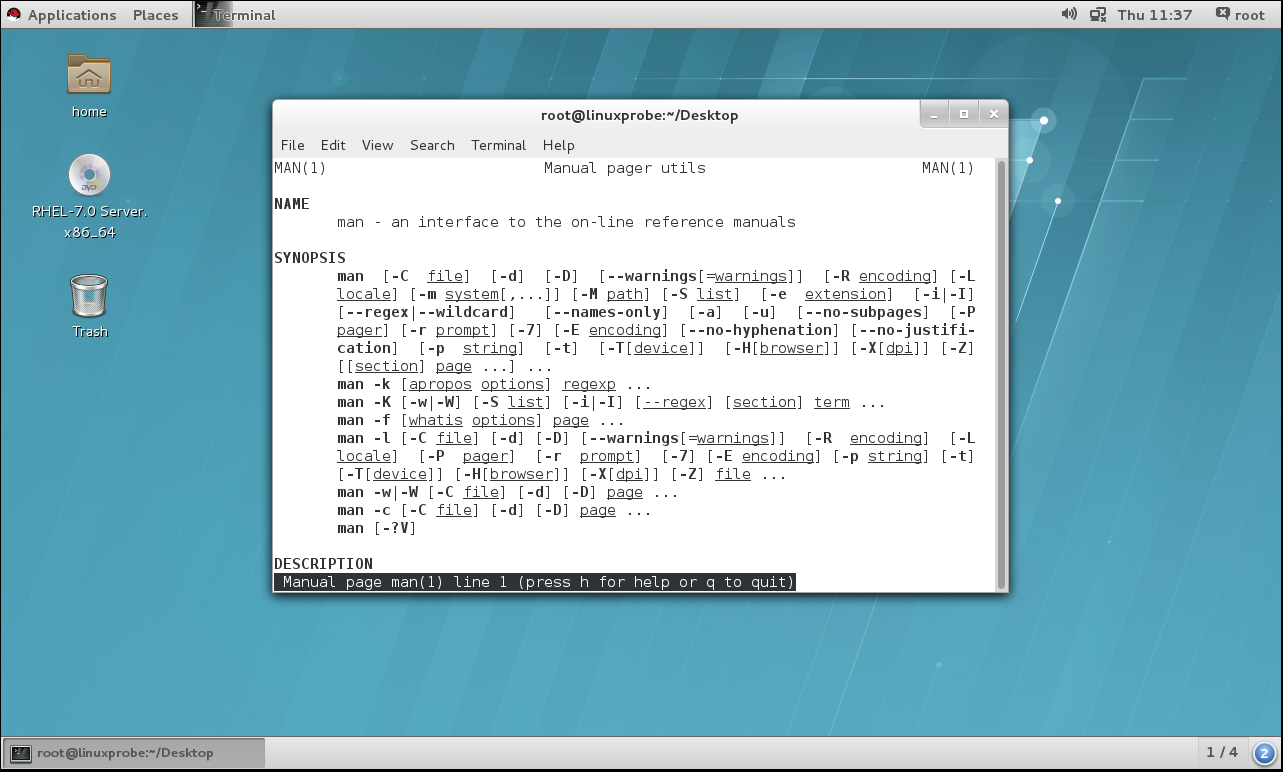 Applications Places Terminal Thu 11:37 root
home
RHEL-7.0 Server.
x86_64
Trash
root@linuxprobe:~/Desktop
File Edit View Search Terminal Help
MAN(1) Manual pager utils MAN(1)
NAME
man - an interface to the on-line reference manuals
SYNOPSIS
man [-C file] [-d] [-D] [--warnings[=warnings]] [-R encoding] [-L
locale] [-m system[,...]] [-M path] [-S list] [-e extension] [-i|-I]
[--regex|--wildcard] [--names-only] [-a] [-u] [--no-subpages] [-P
pager] [-r prompt] [-7] [-E encoding] [--no-hyphenation] [--no-justifi-
cation] [-p string] [-t] [-T[device]] [-H[browser]] [-X[dpi]] [-Z]
[[section] page ...] ...
man -k [apropos options] regexp ...
man -K [-w|-W] [-S list] [-i|-I] [--regex] [section] term ...
man -f [whatis options] page ...
man -l [-C file] [-d] [-D] [--warnings[=warnings]] [-R encoding] [-L
locale] [-P pager] [-r prompt] [-7] [-E encoding] [-p string] [-t]
[-T[device]] [-H[browser]] [-X[dpi]] [-Z] file ...
man -w|-W [-C file] [-d] [-D] page ...
man -c [-C file] [-d] [-D] page ...
man [-?V]
DESCRIPTION
Manual page man(1) line 1 (press h for help or q to quit)
root@linuxprobe:~/Desktop 1 / 4 2
DVD